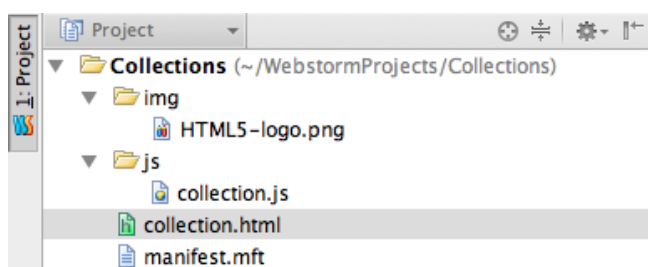 Project
1: Project
Collections (~/WebstormProjects/Collections)
img
HTML5-logo.png
js
collection.js
collection.html
manifest.mft